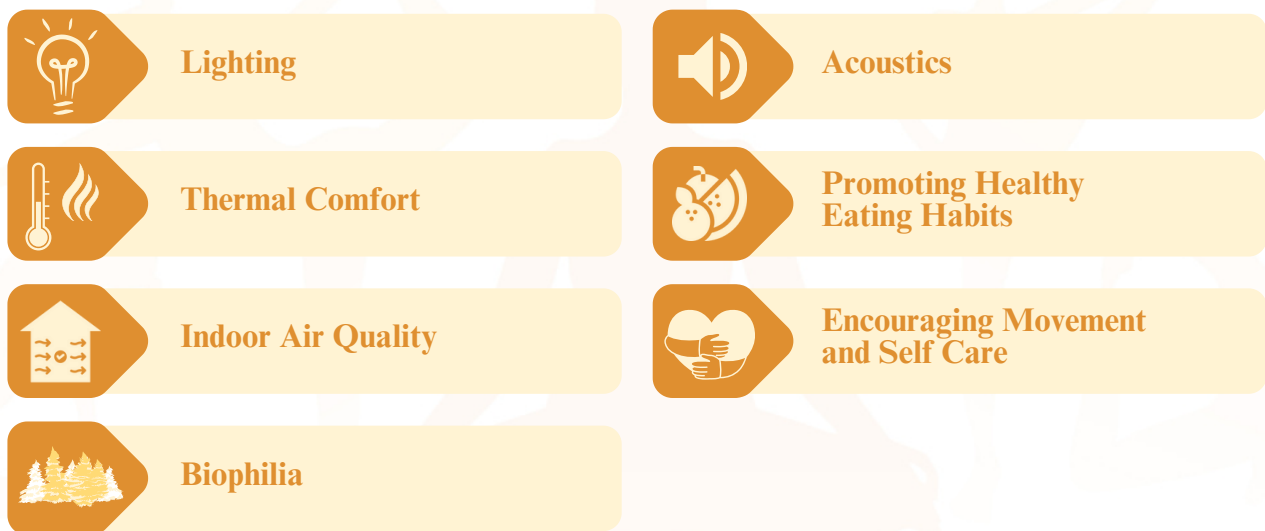 Lighting
Thermal Comfort
Indoor Air Quality
Biophilia
Acoustics
Promoting Healthy
Eating Habits
Encouraging Movement
and Self Care